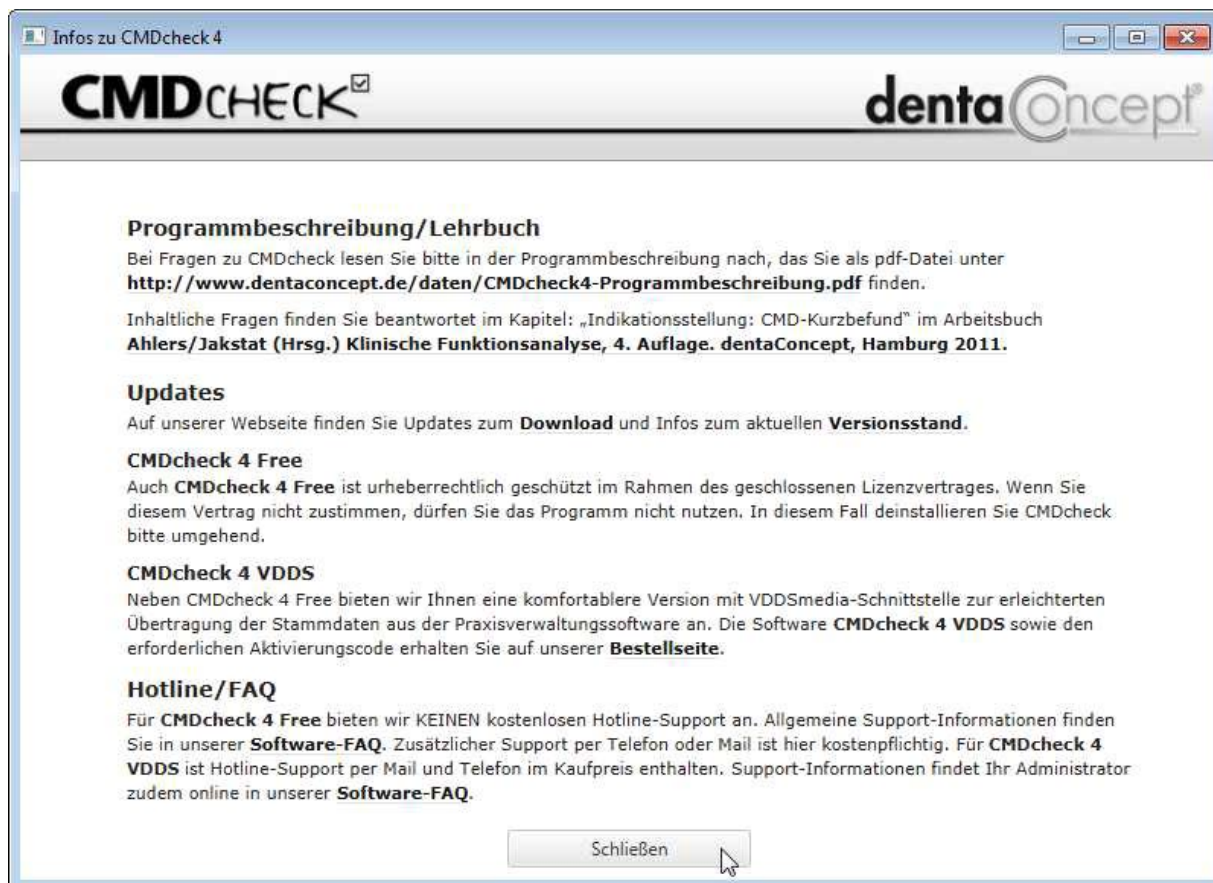 Infos zu CMDcheck 4
CMDCHECK
dentaConcept®
Programmbeschreibung/Lehrbuch
Bei Fragen zu CMDcheck lesen Sie bitte in der Programmbeschreibung nach, das Sie als pdf-Datei unter
http://www.dentaconcept.de/daten/CMDcheck4-Programmbeschreibung.pdf finden.
Inhaltliche Fragen finden Sie beantwortet im Kapitel: „Indikationsstellung: CMD-Kurzbefund“ im Arbeitsbuch
Ahlers/Jakstat (Hrsg.) Klinische Funktionsanalyse, 4. Auflage. dentaConcept, Hamburg 2011.
Updates
Auf unserer Webseite finden Sie Updates zum Download und Infos zum aktuellen Versionsstand.
CMDcheck 4 Free
Auch CMDcheck 4 Free ist urheberrechtlich geschützt im Rahmen des geschlossenen Lizenzvertrages. Wenn Sie
diesem Vertrag nicht zustimmen, dürfen Sie das Programm nicht nutzen. In diesem Fall deinstallieren Sie CMDcheck
bitte umgehend.
CMDcheck 4 VDDS
Neben CMDcheck 4 Free bieten wir Ihnen eine komfortablere Version mit VDDSmedia-Schnittstelle zur erleichterten
Übertragung der Stammdaten aus der Praxisverwaltungssoftware an. Die Software CMDcheck 4 VDDS sowie den
erforderlichen Aktivierungscode erhalten Sie auf unserer Bestellseite.
Hotline/FAQ
Für CMDcheck 4 Free bieten wir KEINEN kostenlosen Hotline-Support an. Allgemeine Support-Informationen finden
Sie in unserer Software-FAQ. Zusätzlicher Support per Telefon oder Mail ist hier kostenpflichtig. Für CMDcheck 4
VDDS ist Hotline-Support per Mail und Telefon im Kaufpreis enthalten. Support-Informationen findet Ihr Administrator
zudem online in unserer Software-FAQ.
Schließen